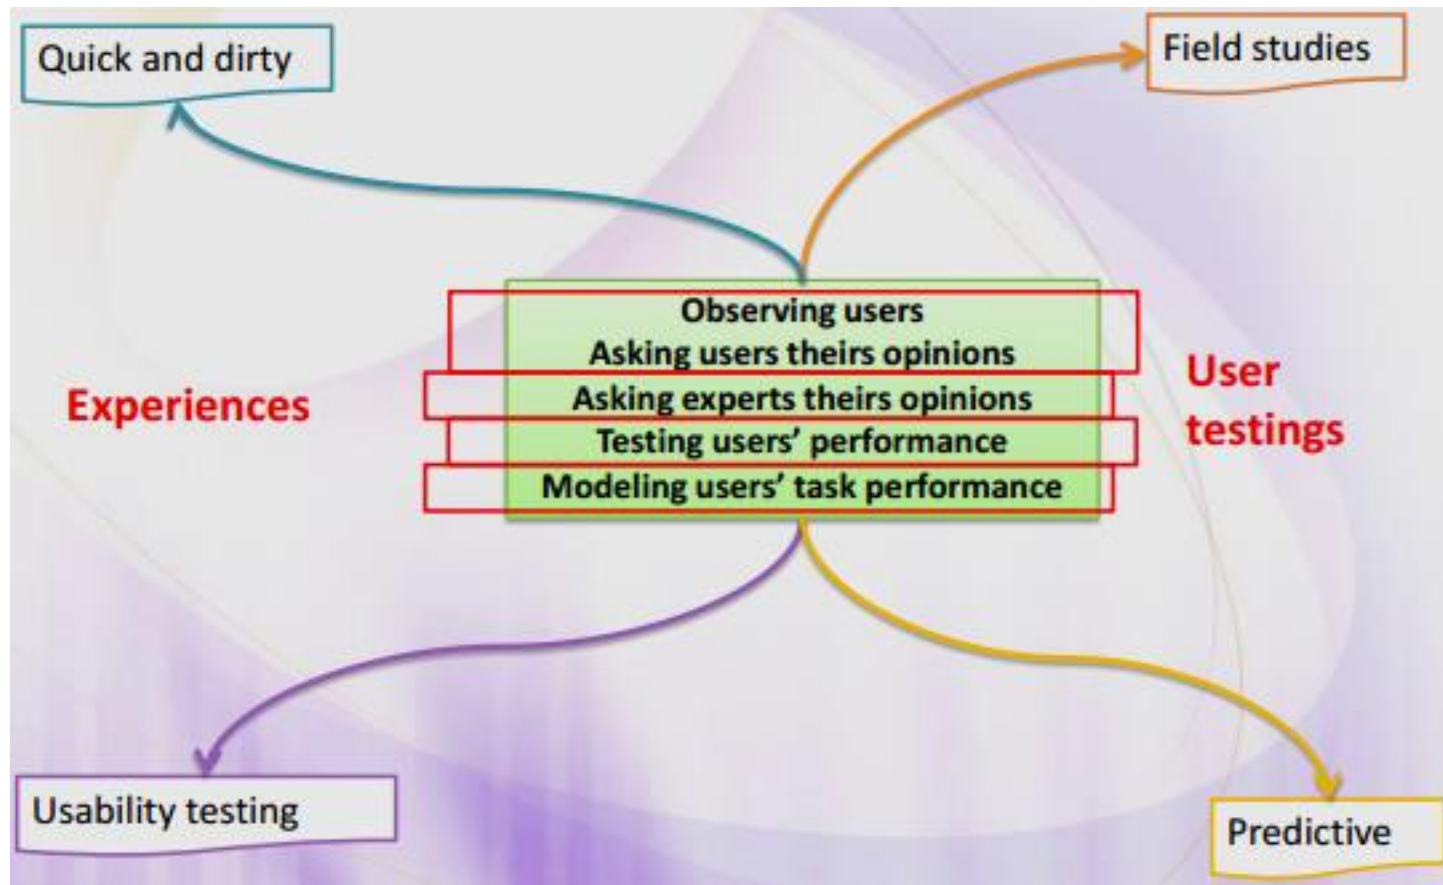 Quick and dirty
Field studies
Observing users
Asking users theirs opinions
Asking experts theirs opinions
Testing users’ performance
Modeling users’ task performance
Experiences
User
testings
Usability testing
Predictive